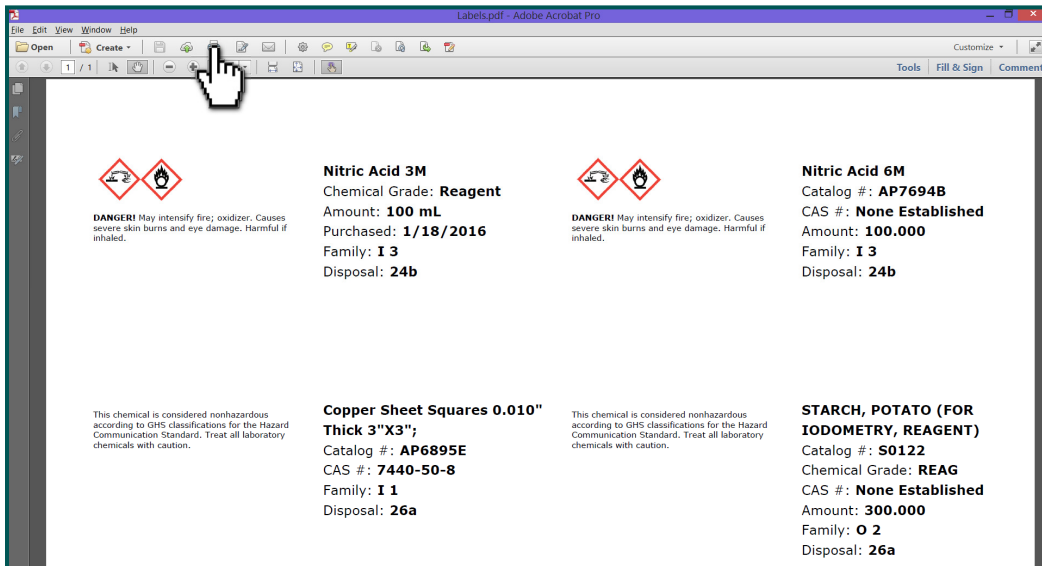 Labels.pdf - Adobe Acrobat Pro
File Edit View Window Help
Open Create Customize
1 / 1 Tools Fill & Sign Comment
DANGER! May intensify fire; oxidizer. Causes
severe skin burns and eye damage. Harmful if
inhaled.
Nitric Acid 3M
Chemical Grade: Reagent
Amount: 100 mL
Purchased: 1/18/2016
Family: I 3
Disposal: 24b
DANGER! May intensify fire; oxidizer. Causes
severe skin burns and eye damage. Harmful if
inhaled.
Nitric Acid 6M
Catalog #: AP7694B
CAS #: None Established
Amount: 100.000
Family: I 3
Disposal: 24b
This chemical is considered nonhazardous
according to GHS classifications for the Hazard
Communication Standard. Treat all laboratory
chemicals with caution.
Copper Sheet Squares 0.010"
Thick 3"X3";
Catalog #: AP6895E
CAS #: 7440-50-8
Family: I 1
Disposal: 26a
This chemical is considered nonhazardous
according to GHS classifications for the Hazard
Communication Standard. Treat all laboratory
chemicals with caution.
STARCH, POTATO (FOR
IODOMETRY, REAGENT)
Catalog #: S0122
Chemical Grade: REAG
CAS #: None Established
Amount: 300.000
Family: O 2
Disposal: 26a